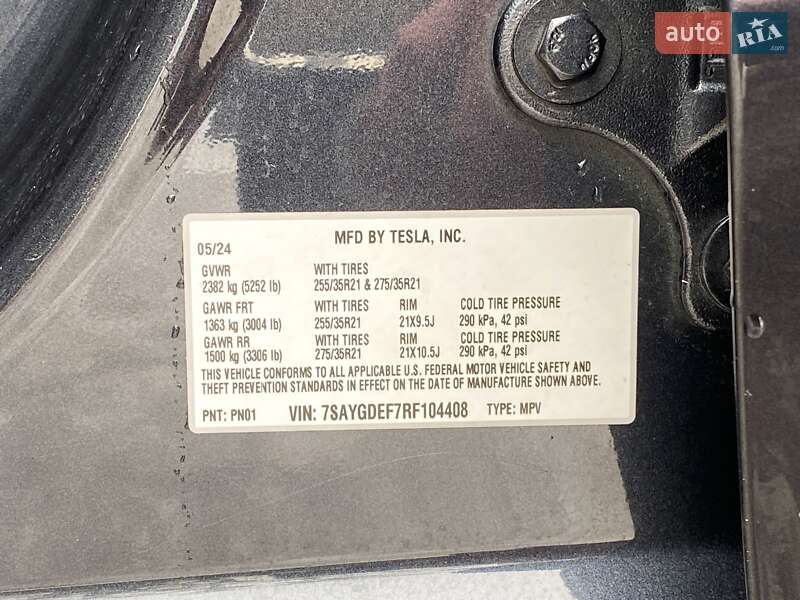 auto RIA .com
MFD BY TESLA, INC.
05/24
GVWR WITH TIRES
2382 kg (5252 lb) 255/35R21 & 275/35R21
GAWR FRT WITH TIRES RIM COLD TIRE PRESSURE
1363 kg (3004 lb) 255/35R21 21X9.5J 290 kPa, 42 psi
GAWR RR WITH TIRES RIM COLD TIRE PRESSURE
1500 kg (3306 lb) 275/35R21 21X10.5J 290 kPa, 42 psi
THIS VEHICLE CONFORMS TO ALL APPLICABLE U.S. FEDERAL MOTOR VEHICLE SAFETY AND
THEFT PREVENTION STANDARDS IN EFFECT ON THE DATE OF MANUFACTURE SHOWN ABOVE.
PNT: PN01 VIN: 7SAYGDEF7RF104408 TYPE: MPV